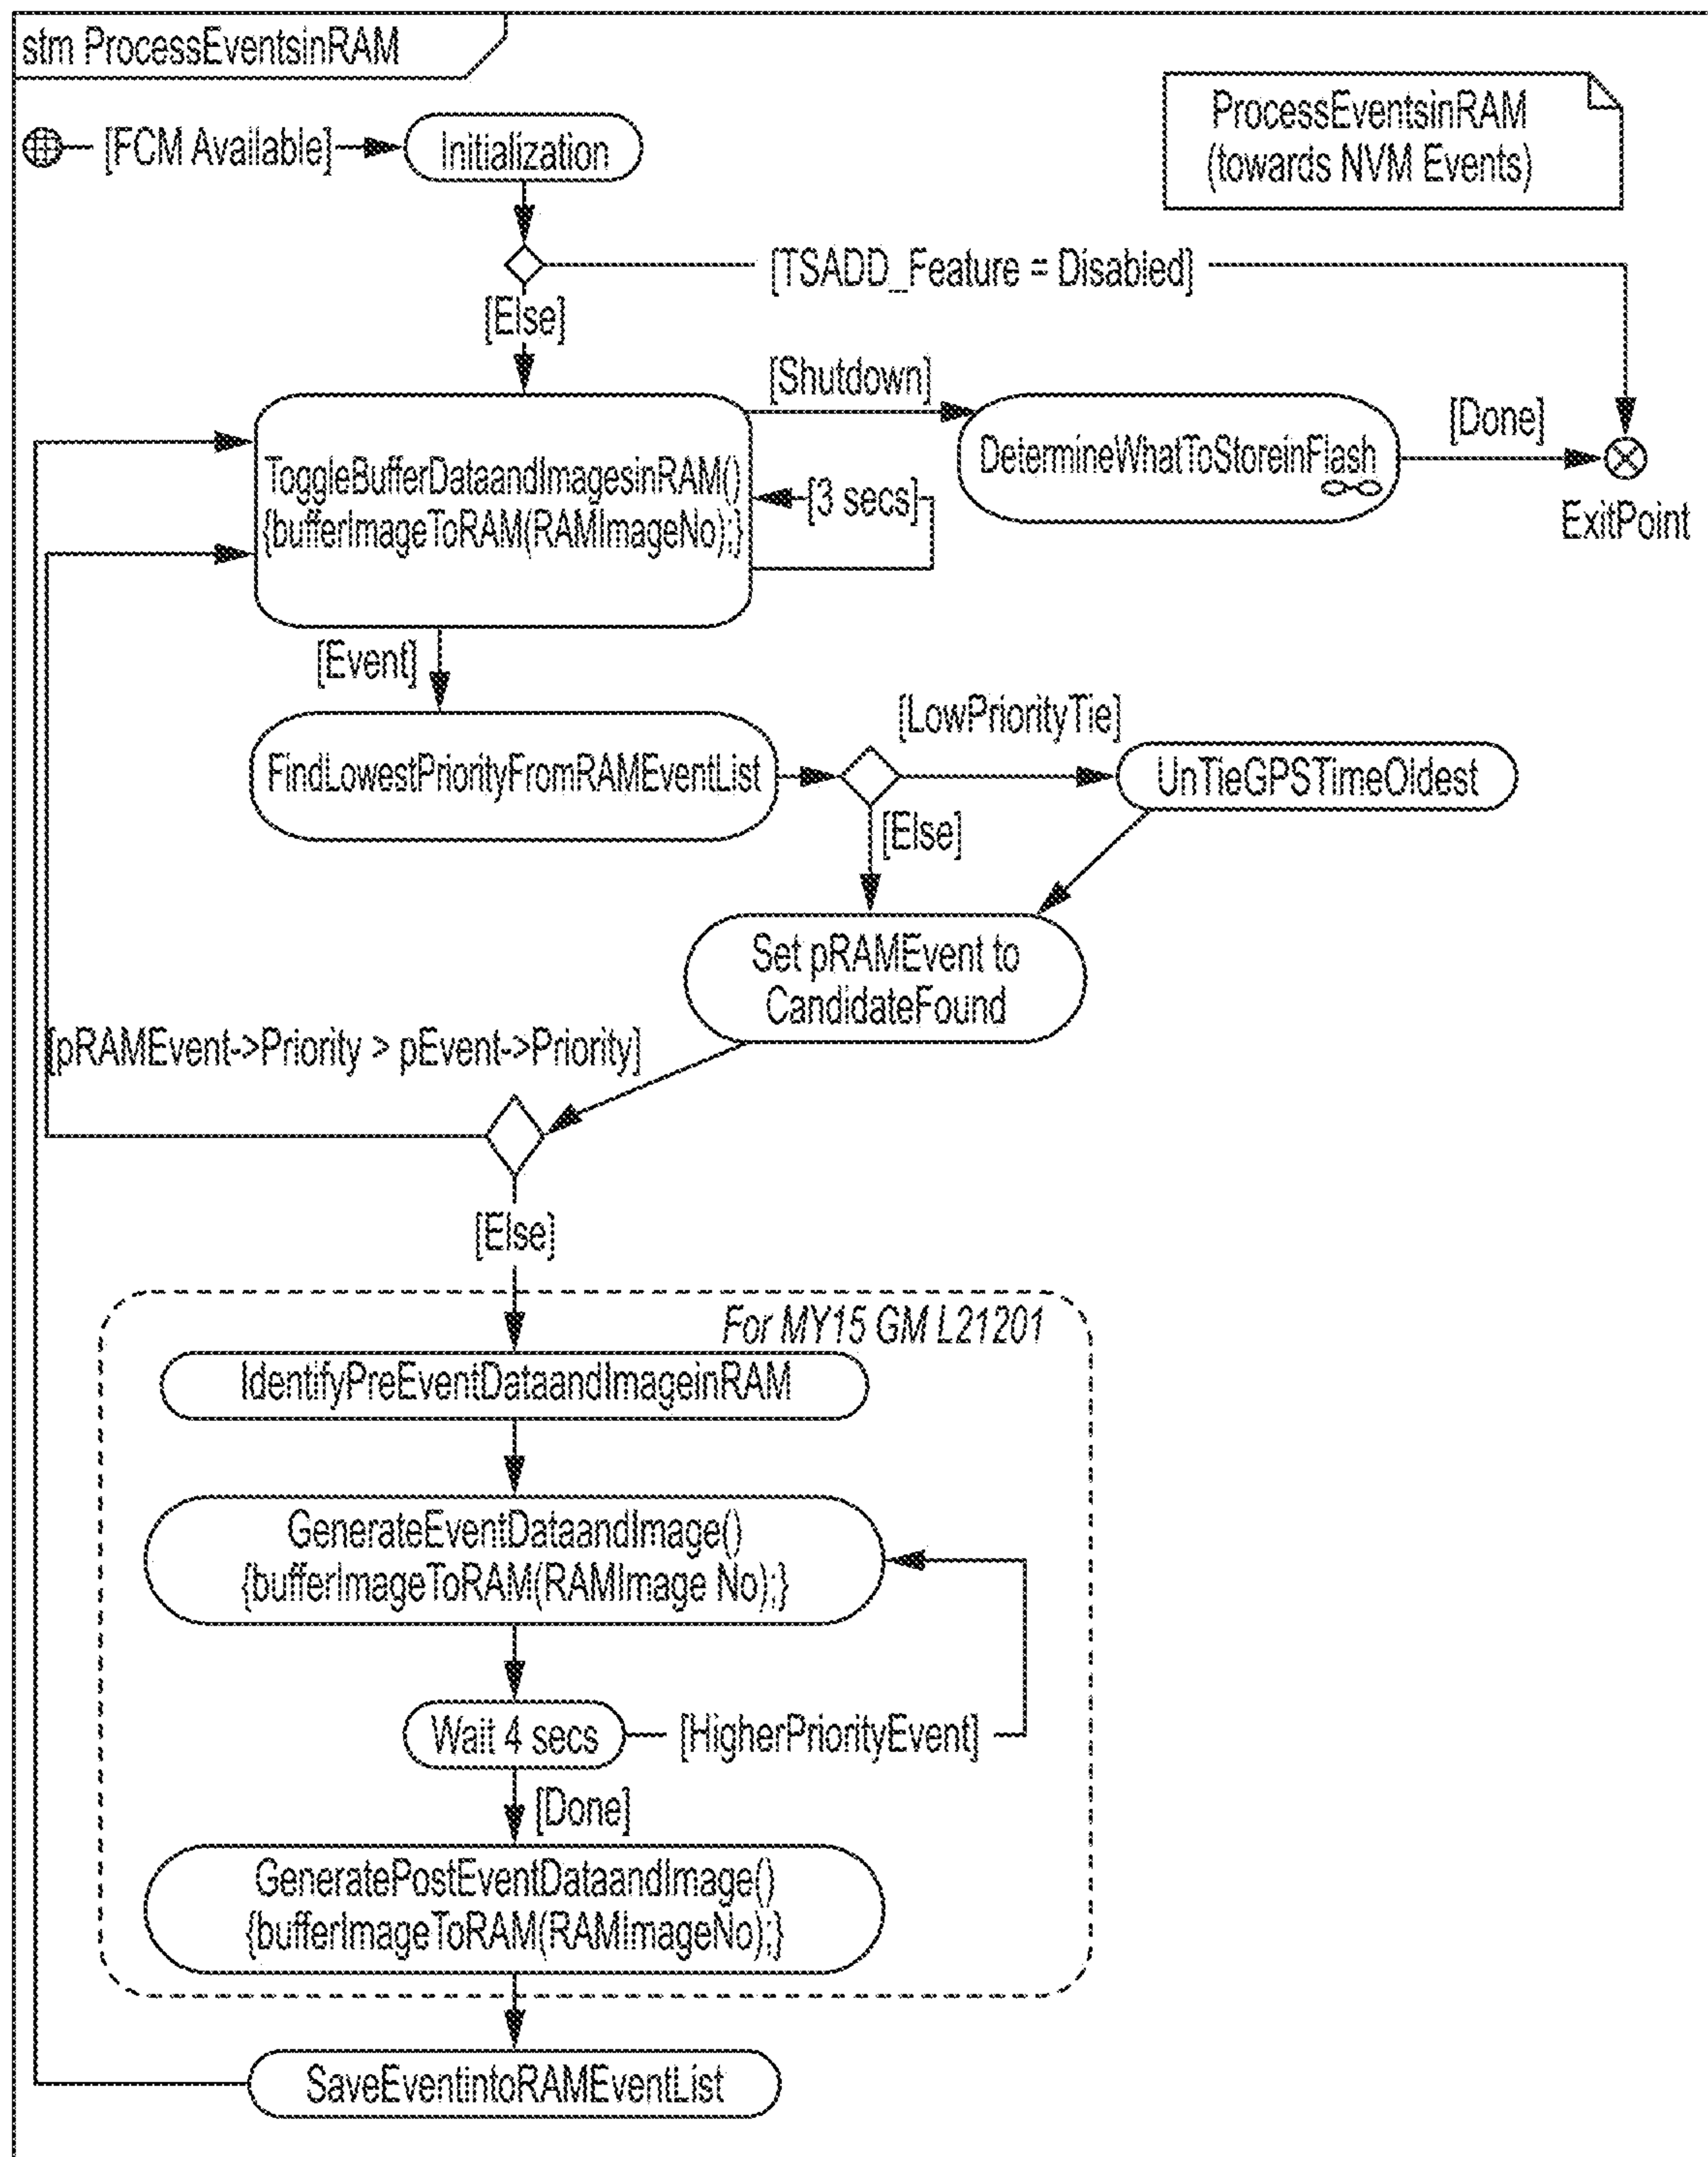 stm ProcessEventsinRAM
ProcessEventsinRAM
(towards NVM Events)
[FCM Available]
Initialization
[TSADD_Feature = Disabled]
[Else]
[Shutdown]
[Done]
ToggleBufferDataandImagesinRAM()
{bufferImageToRAM(RAMImageNo);}
[3 secs]
DetermineWhatToStoreinFlash
ExitPoint
[Event]
[LowPriorityTie]
FindLowestPriorityFromRAMEventList
UnTieGPSTimeOldest
[Else]
Set pRAMEvent to
CandidateFound
[pRAMEvent->Priority > pEvent->Priority]
[Else]
For MY15 GM L21201
IdentifyPreEventDataandImageinRAM
GenerateEventDataandImage()
{bufferImageToRAM(RAMImage No);}
Wait 4 secs
[HigherPriorityEvent]
[Done]
GeneratePostEventDataandImage()
{bufferImageToRAM(RAMImageNo);}
SaveEventintoRAMEventList